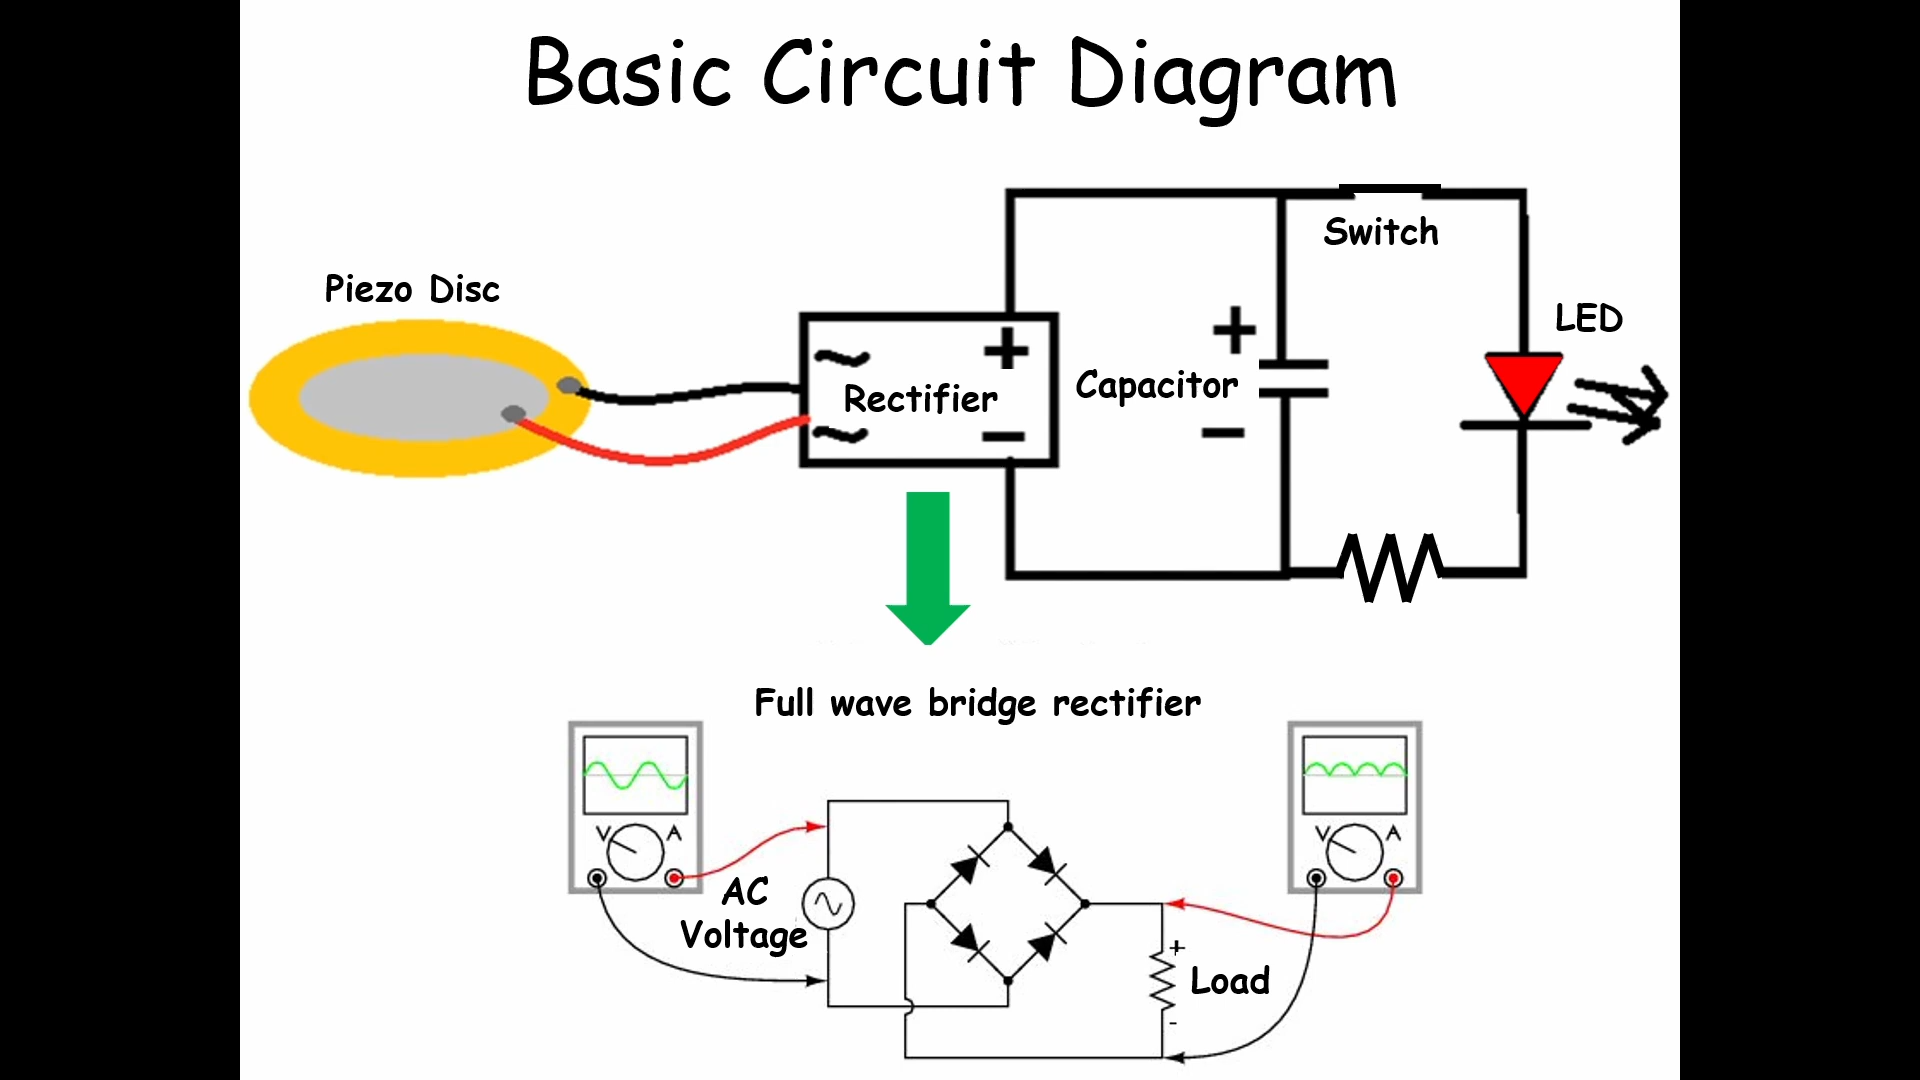 Basic Circuit Diagram
Switch
Piezo Disc
LED
+
+
Rectifier
Capacitor
−
−
Full wave bridge rectifier
V A
V A
AC
Voltage
+
Load
-